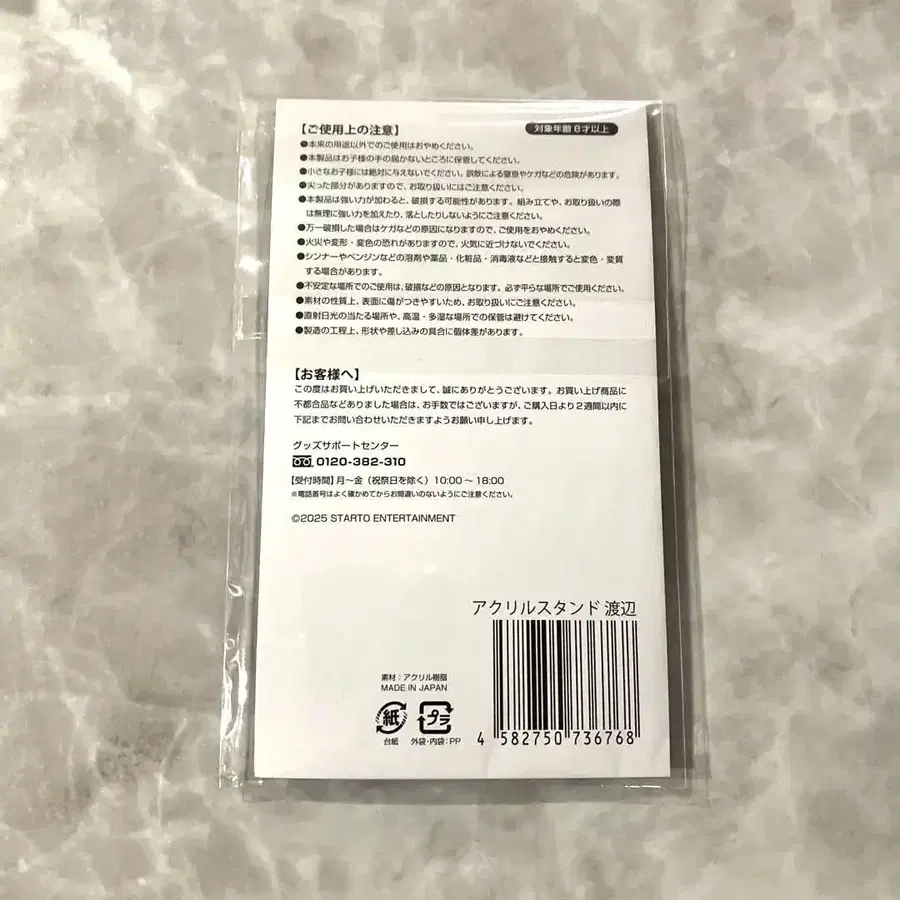 【ご使用上の注意】 対象年齢 8才以上
●本来の用途以外でのご使用はおやめください。
●本製品はお子様の手の届かないところに保管してください。
●小さなお子様には絶対に与えないでください。誤飲による窒息やケガなどの危険があります。
●尖った部分がありますので、お取り扱いにはご注意ください。
●本製品は強い力が加わると、破損する可能性があります。組み立てや、お取り扱いの際
は無理に強い力を加えたり、落としたりしないようにご注意ください。
●万一破損した場合はケガなどの原因になりますので、ご使用をおやめください。
●火災や変形・変色の恐れがありますので、火気に近づけないでください。
●シンナーやベンジンなどの溶剤や薬品・化粧品・消毒液などと接触すると変色・変質
する場合があります。
●不安定な場所でのご使用は、破損などの原因となります。必ず平らな場所でご使用ください。
●素材の性質上、表面に傷がつきやすいため、お取り扱いにご注意ください。
●直射日光の当たる場所や、高温・多湿な場所での保管は避けてください。
●製造の工程上、形状や差し込みの具合に個体差があります。
【お客様へ】
この度はお買い上げいただきまして、誠にありがとうございます。お買い上げ商品に
不都合品などありました場合は、お手数ではございますが、ご購入日より2週間以内に
下記までお問い合わせいただきますようお願い申し上げます。
グッズサポートセンター
0120-382-310
【受付時間】月～金（祝祭日を除く）10:00～18:00
※電話番号はよく確かめてからお間違いのないようにご注意ください。
©2025 STARTO ENTERTAINMENT
アクリルスタンド 渡辺
素材：アクリル樹脂
MADE IN JAPAN
紙 プラ
台紙 外袋・内袋：PP
4 582750 736768